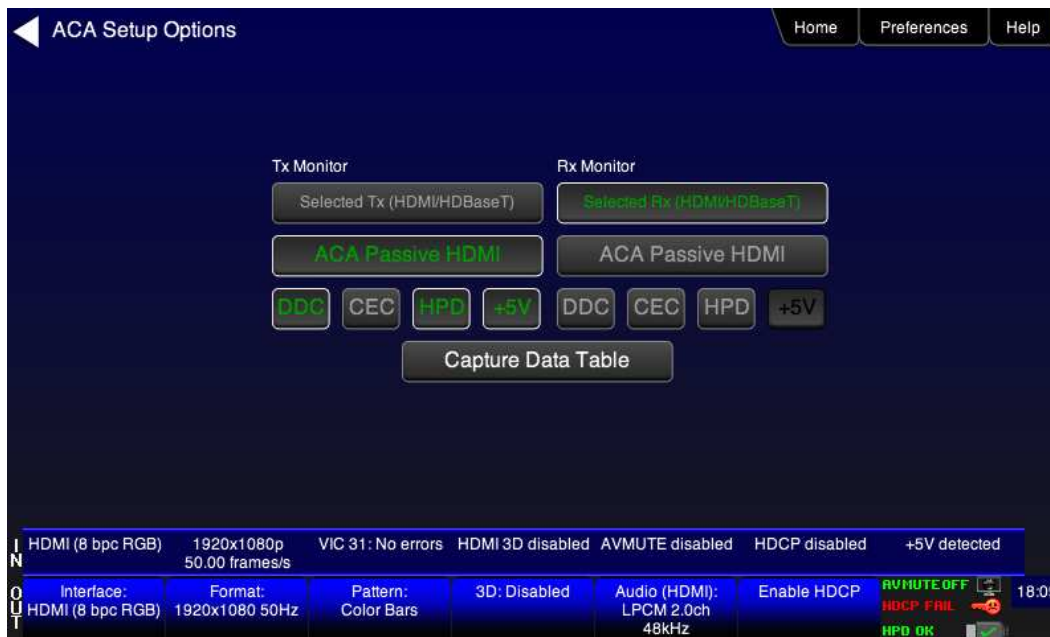 ACA Setup Options
Home
Preferences
Help
Tx Monitor
Rx Monitor
Selected Tx (HDMI/HDBaseT)
Selected Rx (HDMI/HDBaseT)
ACA Passive HDMI
ACA Passive HDMI
DDC
CEC
HPD
+5V
DDC
CEC
HPD
+5V
Capture Data Table
IN
HDMI (8 bpc RGB)
1920x1080p
50.00 frames/s
VIC 31: No errors
HDMI 3D disabled
AVMUTE disabled
HDCP disabled
+5V detected
OUT
Interface:
HDMI (8 bpc RGB)
Format:
1920x1080 50Hz
Pattern:
Color Bars
3D: Disabled
Audio (HDMI):
LPCM 2.0ch
48kHz
Enable HDCP
AVMUTE OFF
HDCP FAIL
HPD OK